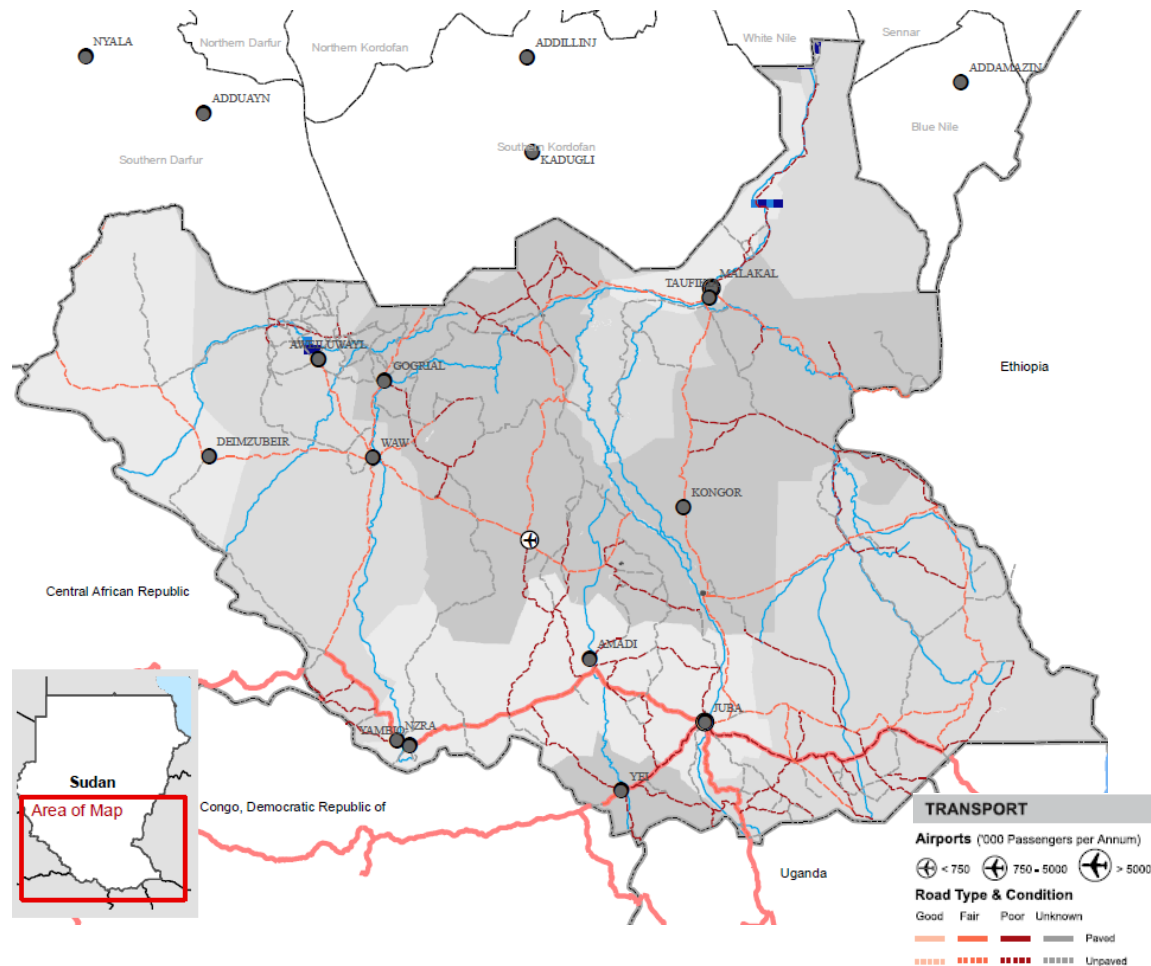 NYALA
Northern Darfur
Northern Kordofan
ADDILLINJ
White Nile
Sennar
ADDAMAZIN
ADDUAYN
Blue Nile
Southern Darfur
Southern Kordofan
KADUGLI
MALAKAL
GOGRIAL
Ethiopia
DEIMZUBEIR
WAW
KONGOR
Central African Republic
AMADI
JUBA
NZRA
YAMBIO
YEI
Sudan
Area of Map
Congo, Democratic Republic of
Uganda
TRANSPORT
Airports ('000 Passengers per Annum)
< 750 750 - 5000 > 5000
Road Type & Condition
Good Fair Poor Unknown
Paved
Unpaved